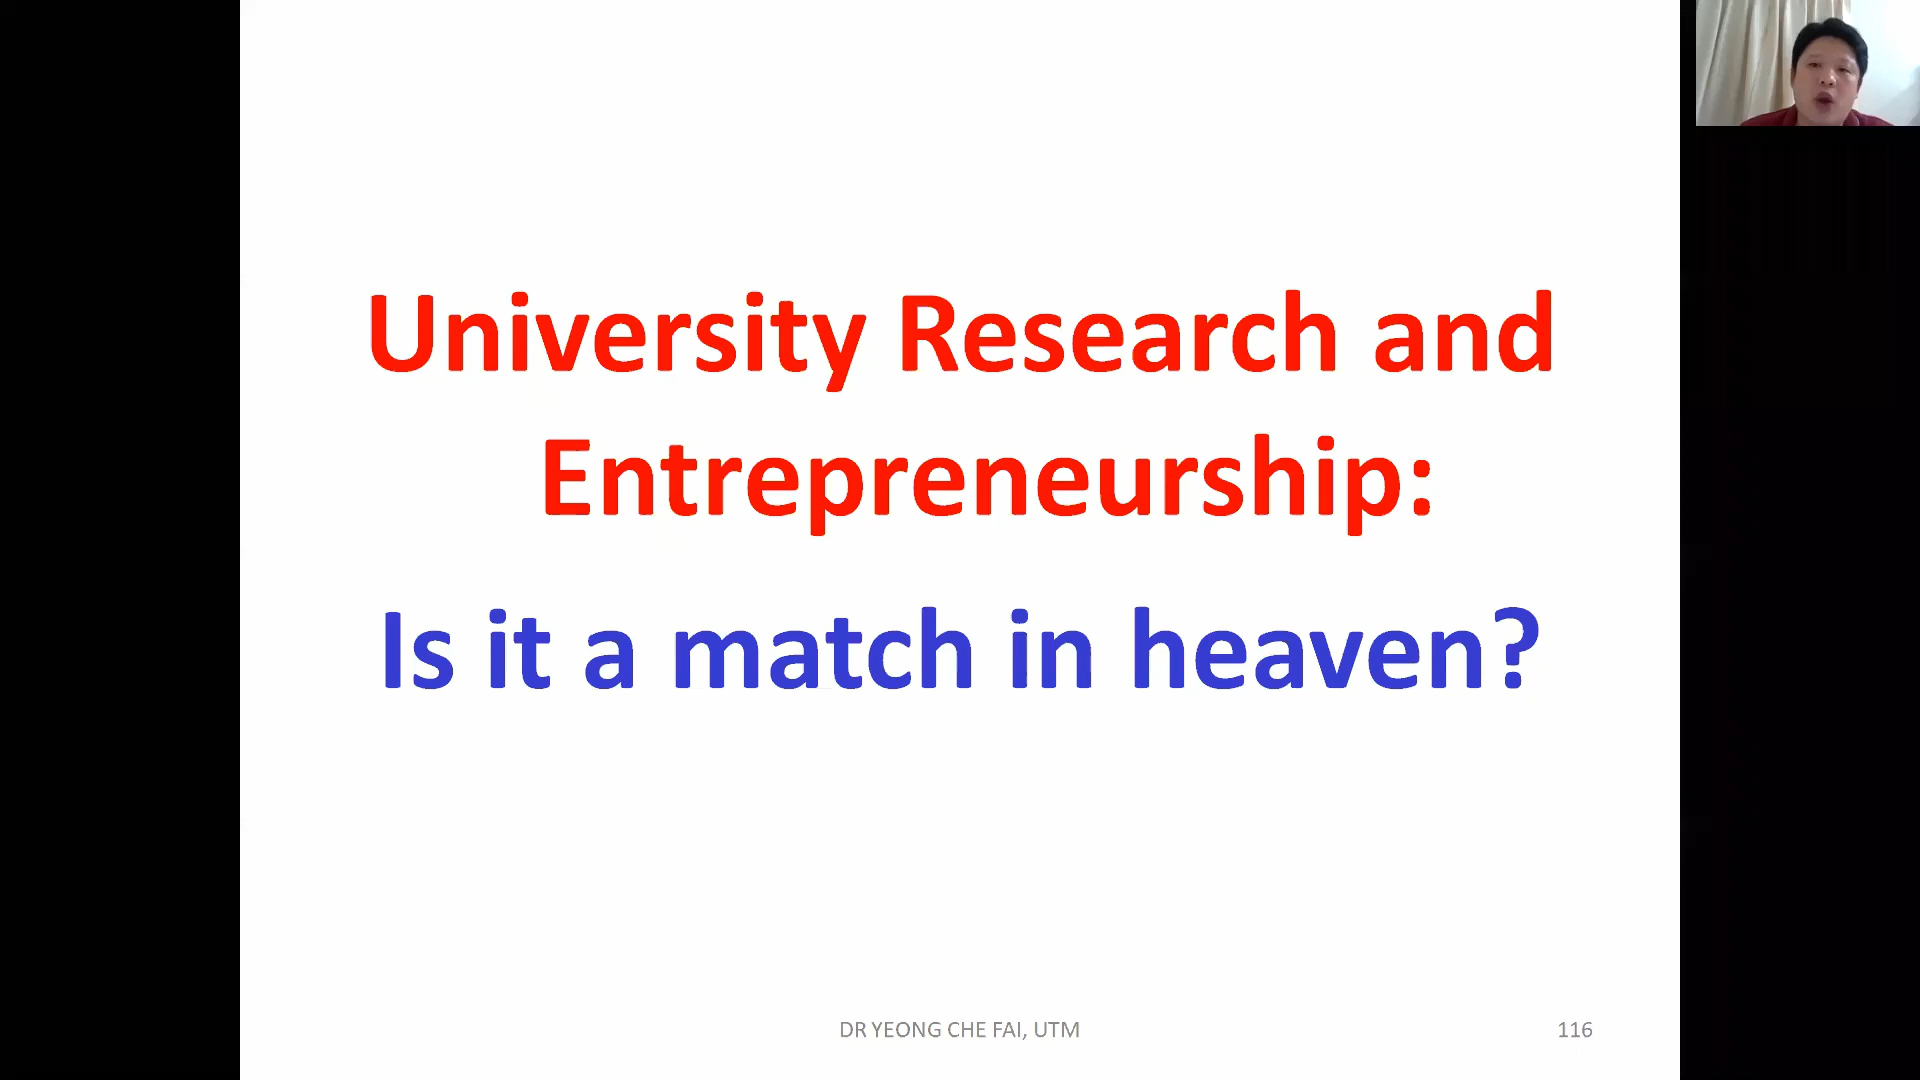 University Research and
Entrepreneurship:
Is it a match in heaven?
DR YEONG CHE FAI, UTM
116